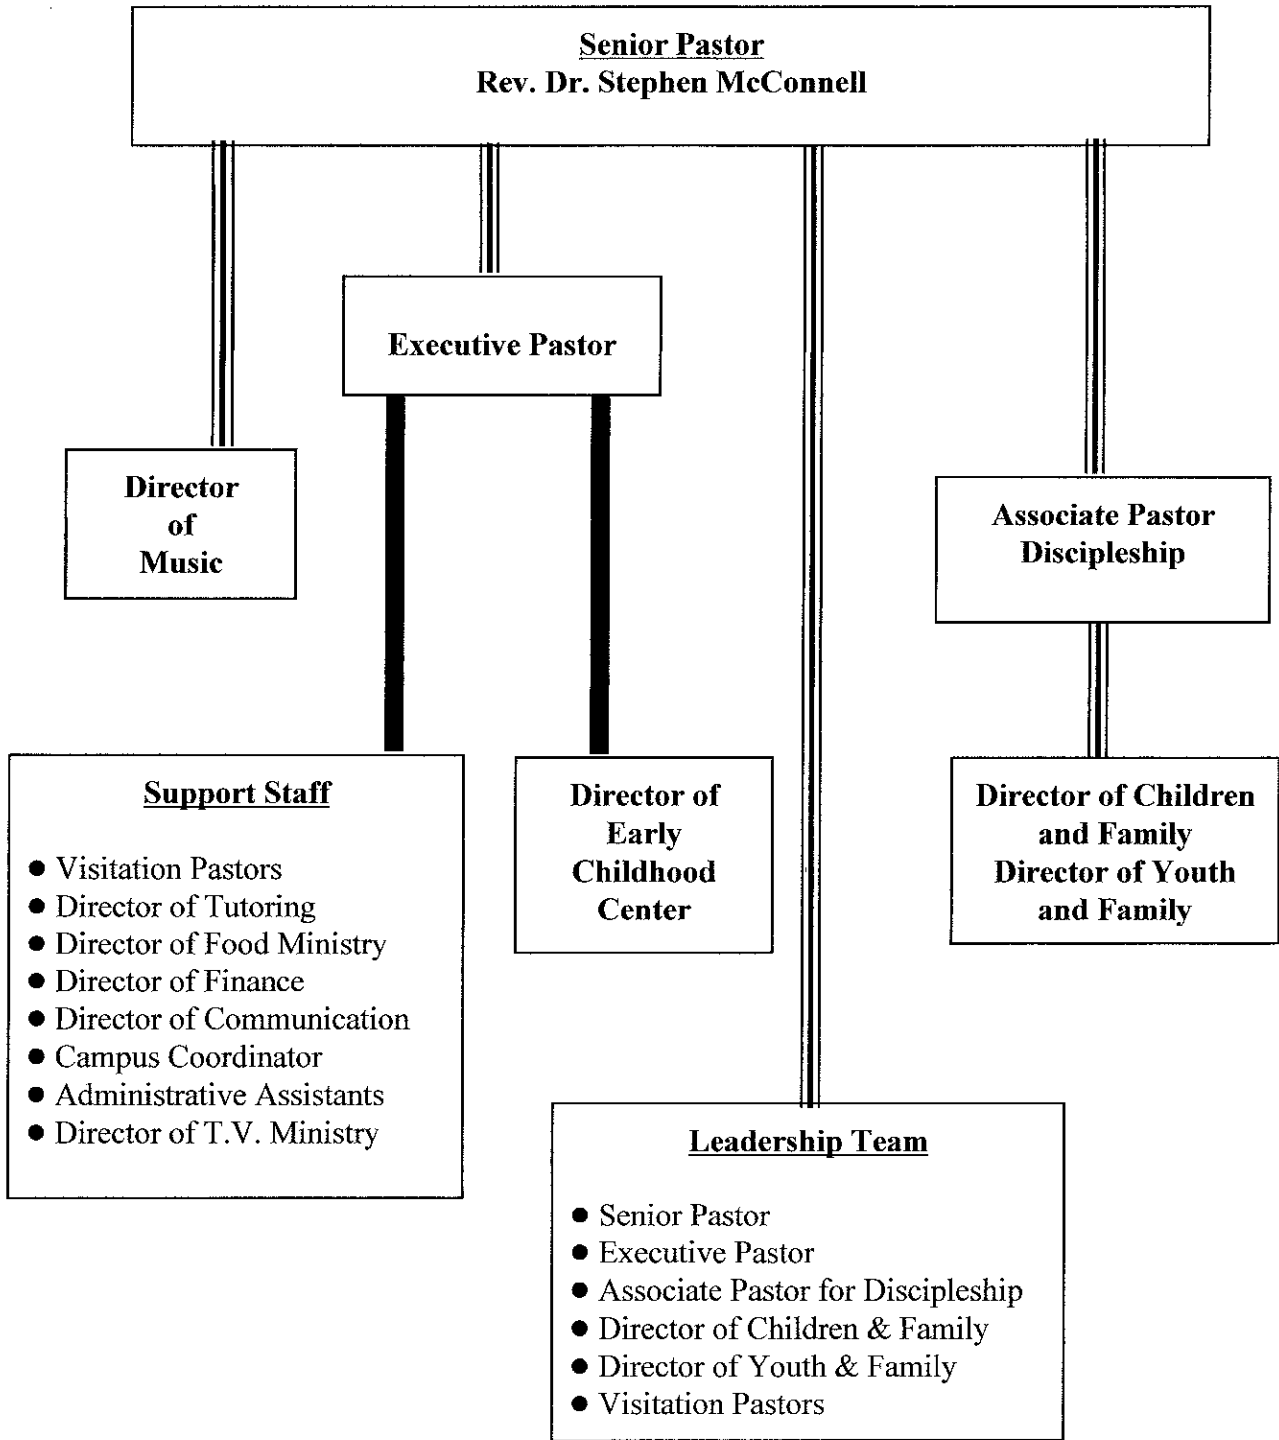 Senior Pastor
Rev. Dr. Stephen McConnell
Executive Pastor
Director
of
Music
Associate Pastor
Discipleship
Support Staff
● Visitation Pastors
● Director of Tutoring
● Director of Food Ministry
● Director of Finance
● Director of Communication
● Campus Coordinator
● Administrative Assistants
● Director of T.V. Ministry
Director of
Early
Childhood
Center
Director of Children
and Family
Director of Youth
and Family
Leadership Team
● Senior Pastor
● Executive Pastor
● Associate Pastor for Discipleship
● Director of Children & Family
● Director of Youth & Family
● Visitation Pastors